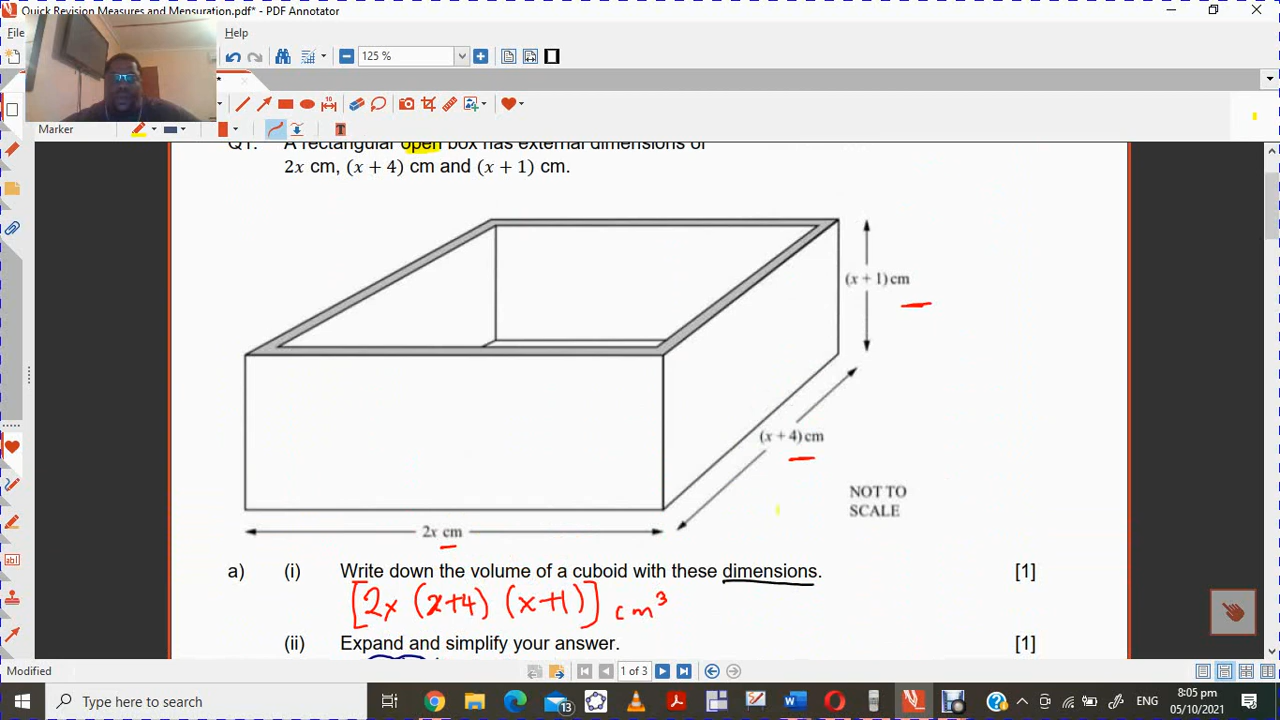 Quick Revision Measures and Mensuration.pdf* - PDF Annotator
Help
125 %
Marker
Q1. A rectangular open box has external dimensions of
2x cm, (x + 4) cm and (x + 1) cm.
(x + 1) cm
(x + 4) cm
NOT TO
SCALE
2x cm
a) (i) Write down the volume of a cuboid with these dimensions. [1]
[2x (x+4) (x+1)] cm³
(ii) Expand and simplify your answer. [1]
Modified
1 of 3
Type here to search
13
ENG
8:05 pm
05/10/2021